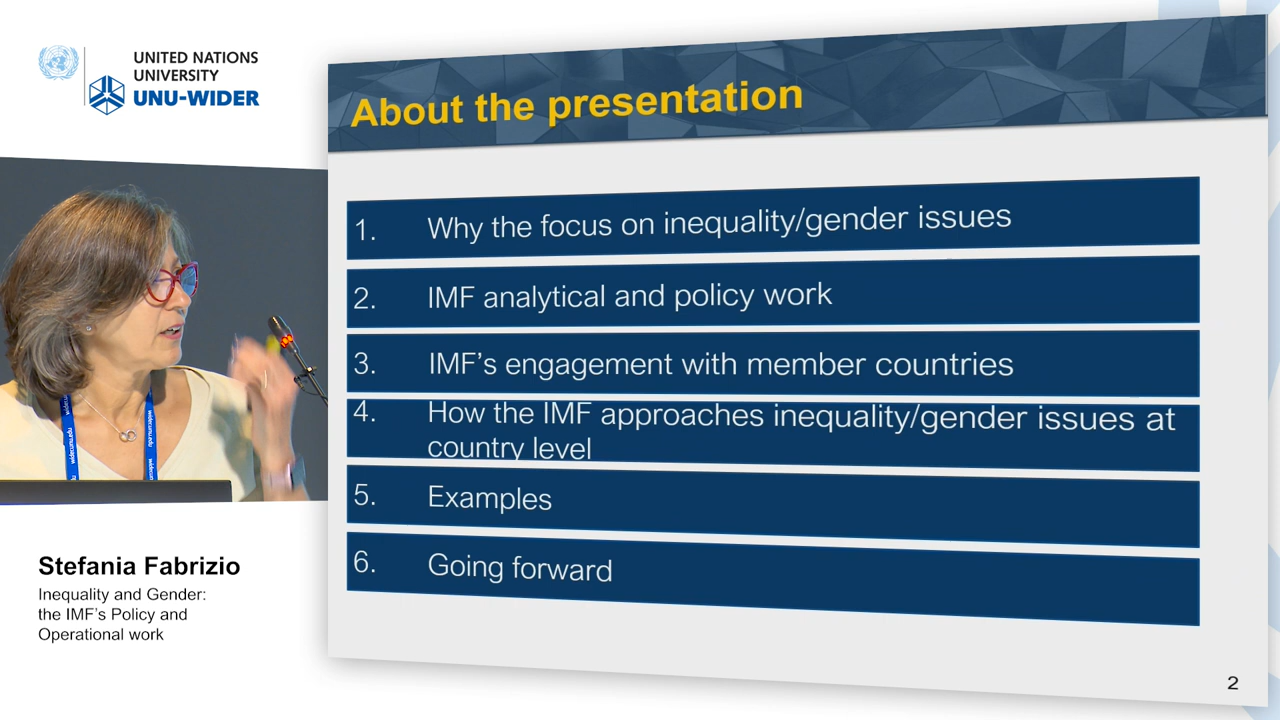 UNITED NATIONS
UNIVERSITY
UNU-WIDER
About the presentation
1. Why the focus on inequality/gender issues
2. IMF analytical and policy work
3. IMF's engagement with member countries
4. How the IMF approaches inequality/gender issues at
country level
5. Examples
6. Going forward
Stefania Fabrizio
Inequality and Gender:
the IMF's Policy and
Operational work
2